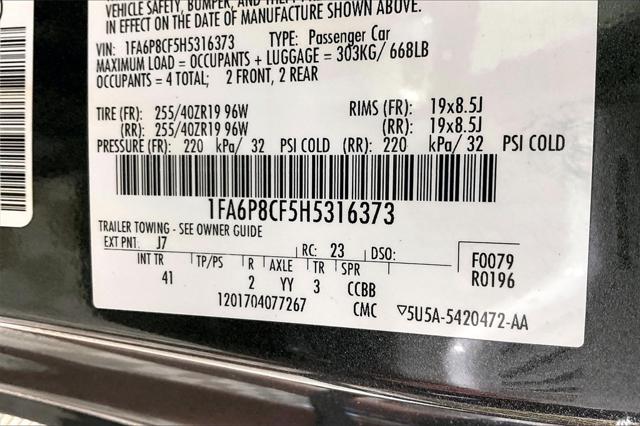 VEHICLE SAFETY, BUMPER, AND THEFT
IN EFFECT ON THE DATE OF MANUFACTURE SHOWN ABOVE.
VIN: 1FA6P8CF5H5316373 TYPE: Passenger Car
MAXIMUM LOAD = OCCUPANTS + LUGGAGE = 303KG/ 668LB
OCCUPANTS = 4 TOTAL; 2 FRONT, 2 REAR
TIRE (FR): 255/40ZR19 96W RIMS (FR): 19x8.5J
(RR): 255/40ZR19 96W (RR): 19x8.5J
PRESSURE (FR): 220 kPa/ 32 PSI COLD (RR): 220 kPa/ 32 PSI COLD
1FA6P8CF5H5316373
TRAILER TOWING - SEE OWNER GUIDE
EXT PNT: J7 RC: 23 DSO: F0079
INT TR TP/PS R AXLE TR SPR R0196
41 2 YY 3 CCBB
1201704077267 CMC ▽5U5A-5420472-AA